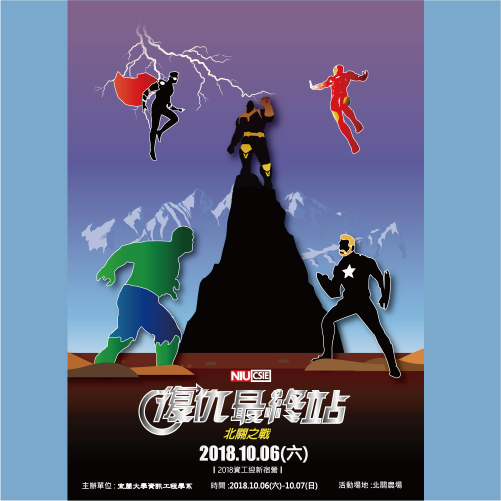 NIU CSIE
復仇最終站
北關之戰
2018.10.06(六)
| 2018資工迎新宿營 |
主辦單位 : 宜蘭大學資訊工程學系 時間 :2018.10.06(六)-10.07(日) 活動場地 :北關農場